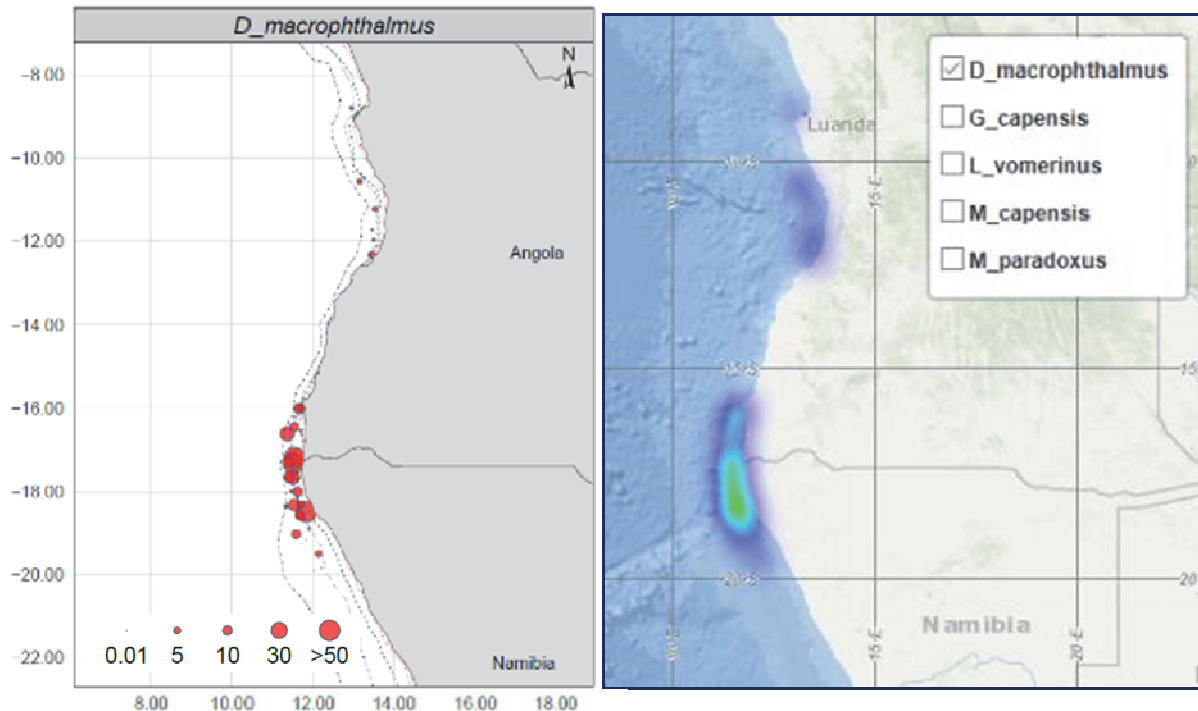 D_macrophthalmus
N
−8.00
−10.00
−12.00
Angola
−14.00
−16.00
−18.00
−20.00
0.01 5 10 30 >50
−22.00
Namibia
8.00 10.00 12.00 14.00 16.00 18.00
D_macrophthalmus
G_capensis
L_vomerinus
M_capensis
M_paradoxus
Luanda
15°E
Namibia
15°E
20°E